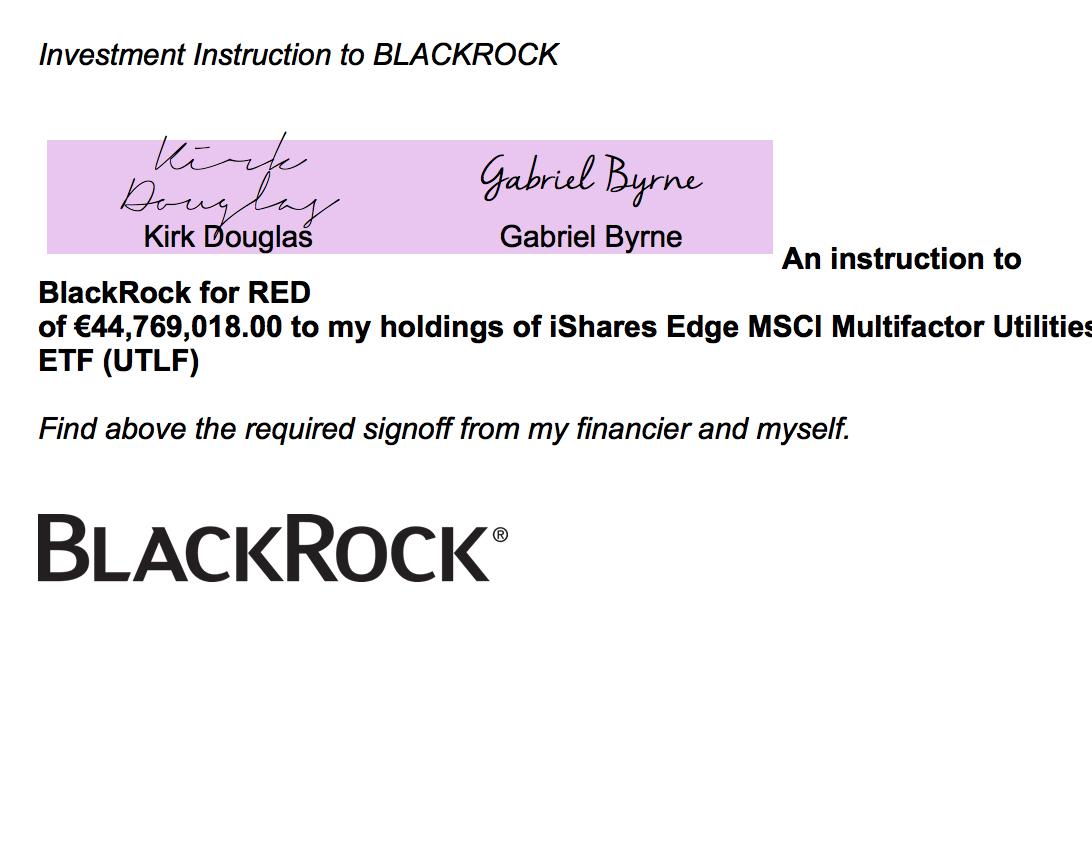 Investment Instruction to BLACKROCK
Kirk Gabriel Byrne
Douglas
Kirk Douglas Gabriel Byrne
An instruction to
BlackRock for RED
of €44,769,018.00 to my holdings of iShares Edge MSCI Multifactor Utilities
ETF (UTLF)
Find above the required signoff from my financier and myself.
BLACKROCK®